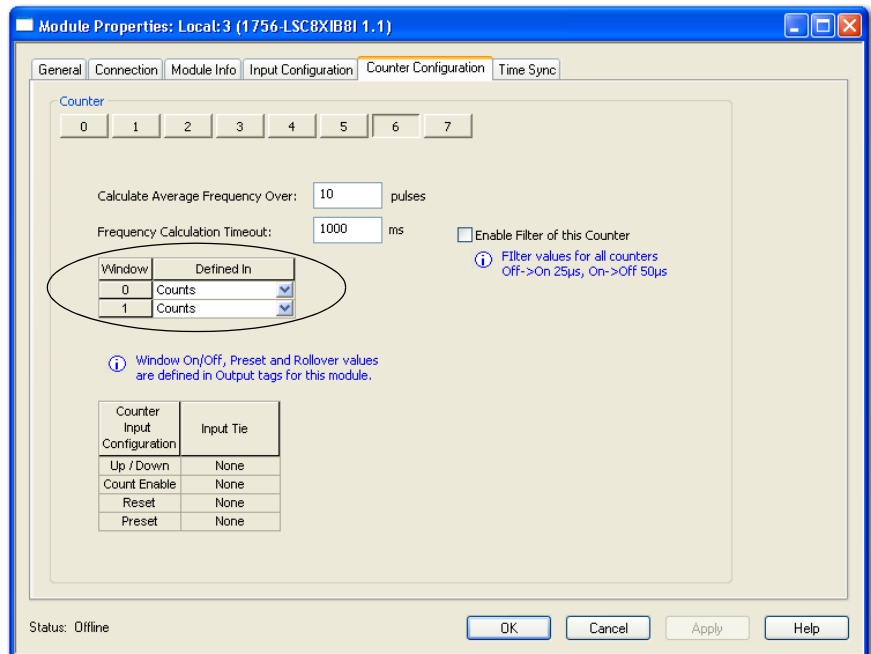 Module Properties: Local:3 (1756-LSC8XIB8I 1.1)
General Connection Module Info Input Configuration Counter Configuration Time Sync
Counter
0 1 2 3 4 5 6 7
Calculate Average Frequency Over: 10 pulses
Frequency Calculation Timeout: 1000 ms
Enable Filter of this Counter
FIlter values for all counters
Off->On 25µs, On->Off 50µs
Window Defined In
0 Counts
1 Counts
Window On/Off, Preset and Rollover values
are defined in Output tags for this module.
Counter
Input
Configuration
Input Tie
Up / Down None
Count Enable None
Reset None
Preset None
Status: Offline
OK Cancel Apply Help